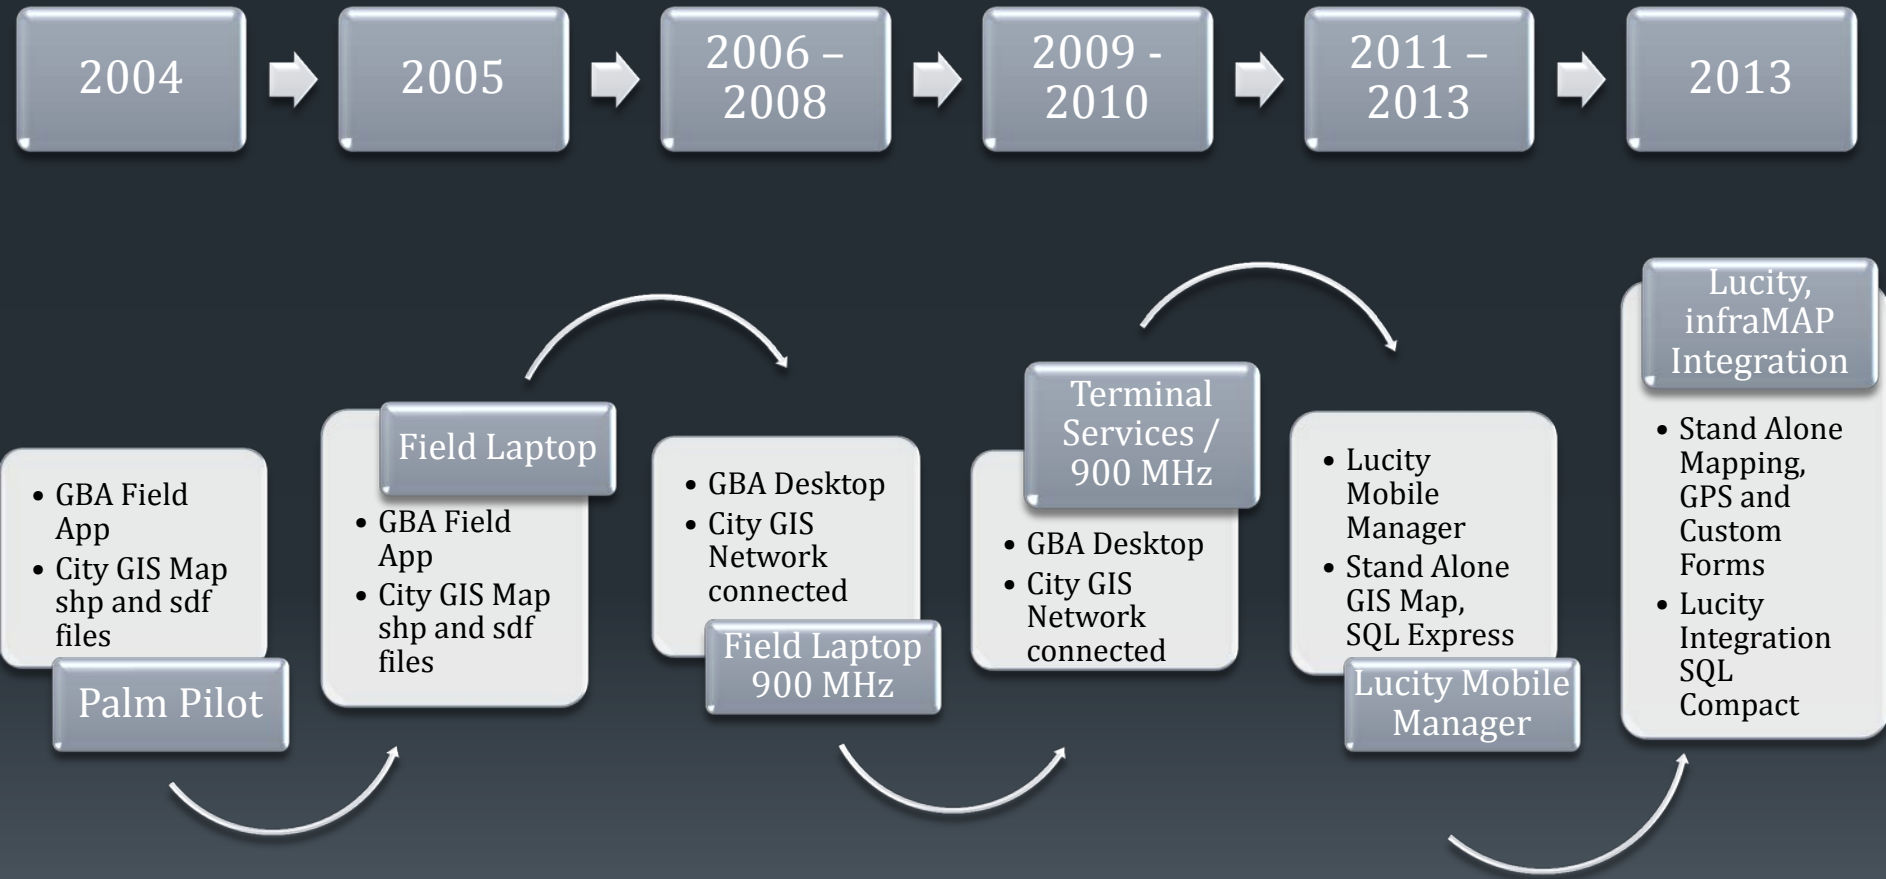 2004
2005
2006 –
2008
2009 -
2010
2011 –
2013
2013
• GBA Field
App
• City GIS Map
shp and sdf
files
Palm Pilot
Field Laptop
• GBA Field
App
• City GIS Map
shp and sdf
files
• GBA Desktop
• City GIS
Network
connected
Field Laptop
900 MHz
Terminal
Services /
900 MHz
• GBA Desktop
• City GIS
Network
connected
• Lucity
Mobile
Manager
• Stand Alone
GIS Map,
SQL Express
Lucity Mobile
Manager
Lucity,
infraMAP
Integration
• Stand Alone
Mapping,
GPS and
Custom
Forms
• Lucity
Integration
SQL
Compact